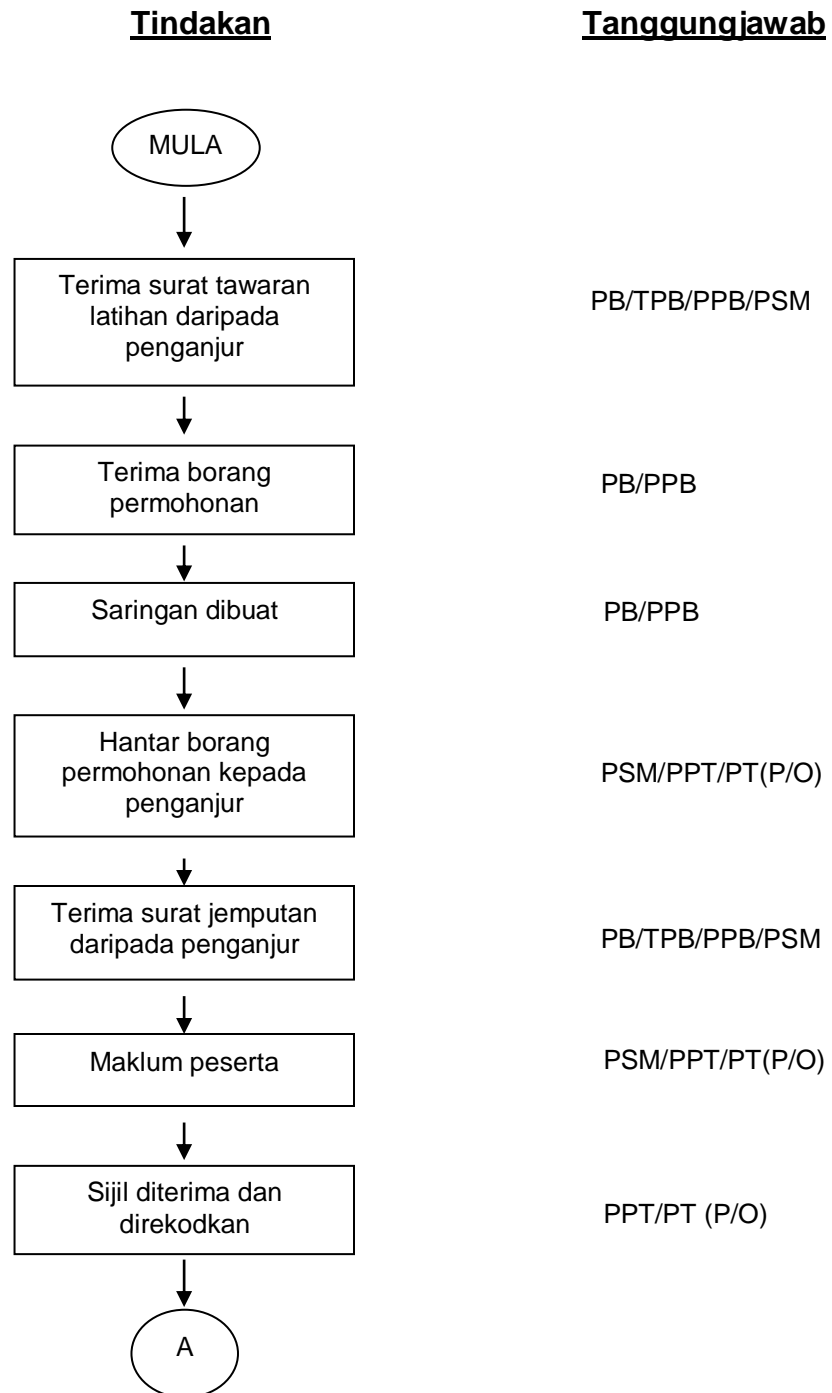 Tindakan
Tanggungjawab
MULA
Terima surat tawaran
latihan daripada
penganjur
PB/TPB/PPB/PSM
Terima borang
permohonan
PB/PPB
Saringan dibuat
PB/PPB
Hantar borang
permohonan kepada
penganjur
PSM/PPT/PT(P/O)
Terima surat jemputan
daripada penganjur
PB/TPB/PPB/PSM
Maklum peserta
PSM/PPT/PT(P/O)
Sijil diterima dan
direkodkan
PPT/PT (P/O)
A